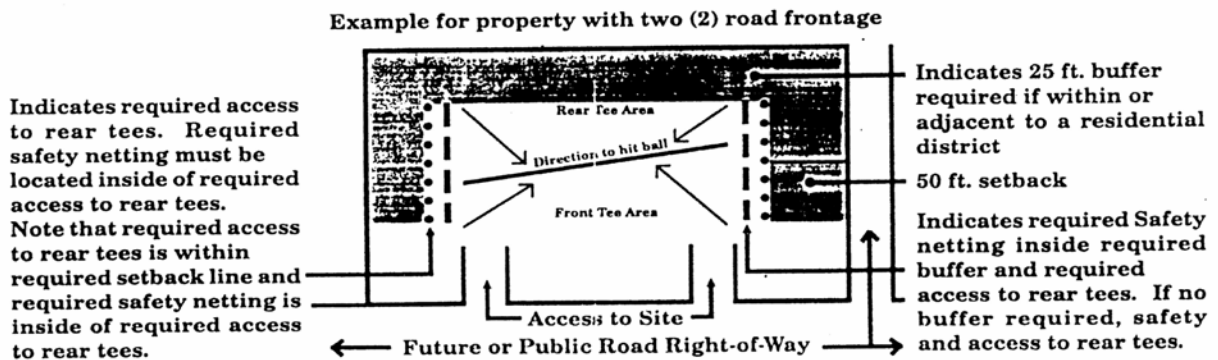 Example for property with two (2) road frontage
Indicates required access
to rear tees. Required
safety netting must be
located inside of required
access to rear tees.
Note that required access
to rear tees is within
required setback line and
required safety netting is
inside of required access
to rear tees.
Rear Tee Area
Direction to hit ball
Front Tee Area
Access to Site
Future or Public Road Right-of-Way
Indicates 25 ft. buffer
required if within or
adjacent to a residential
district
50 ft. setback
Indicates required Safety
netting inside required
buffer and required
access to rear tees. If no
buffer required, safety
and access to rear tees.